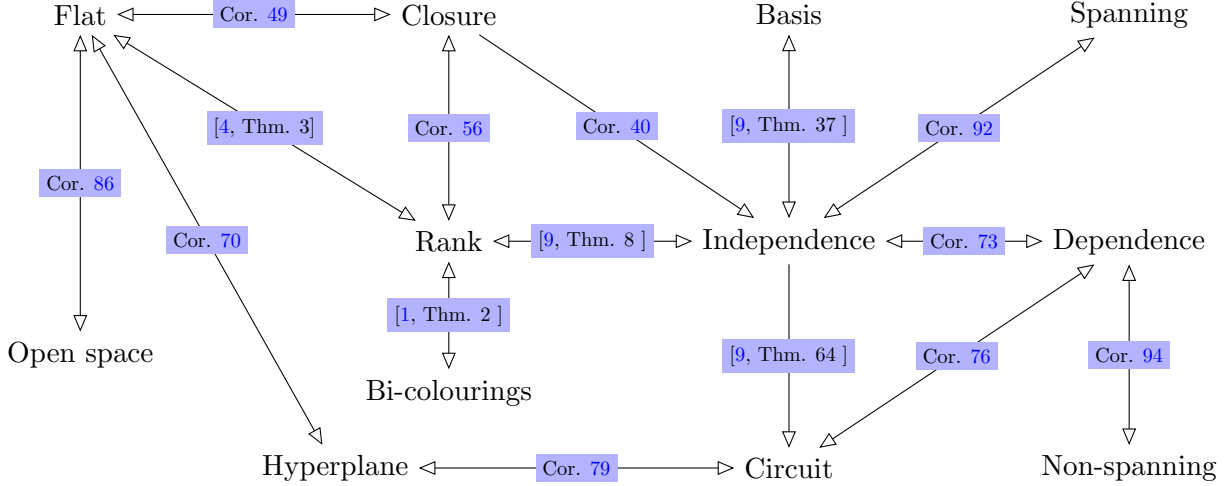 Flat
Cor. 49
Closure
Basis
Spanning
[4, Thm. 3]
Cor. 56
Cor. 40
[9, Thm. 37 ]
Cor. 92
Cor. 86
Cor. 70
Rank
[9, Thm. 8 ]
Independence
Cor. 73
Dependence
[1, Thm. 2 ]
Open space
[9, Thm. 64 ]
Cor. 76
Cor. 94
Bi-colourings
Hyperplane
Cor. 79
Circuit
Non-spanning